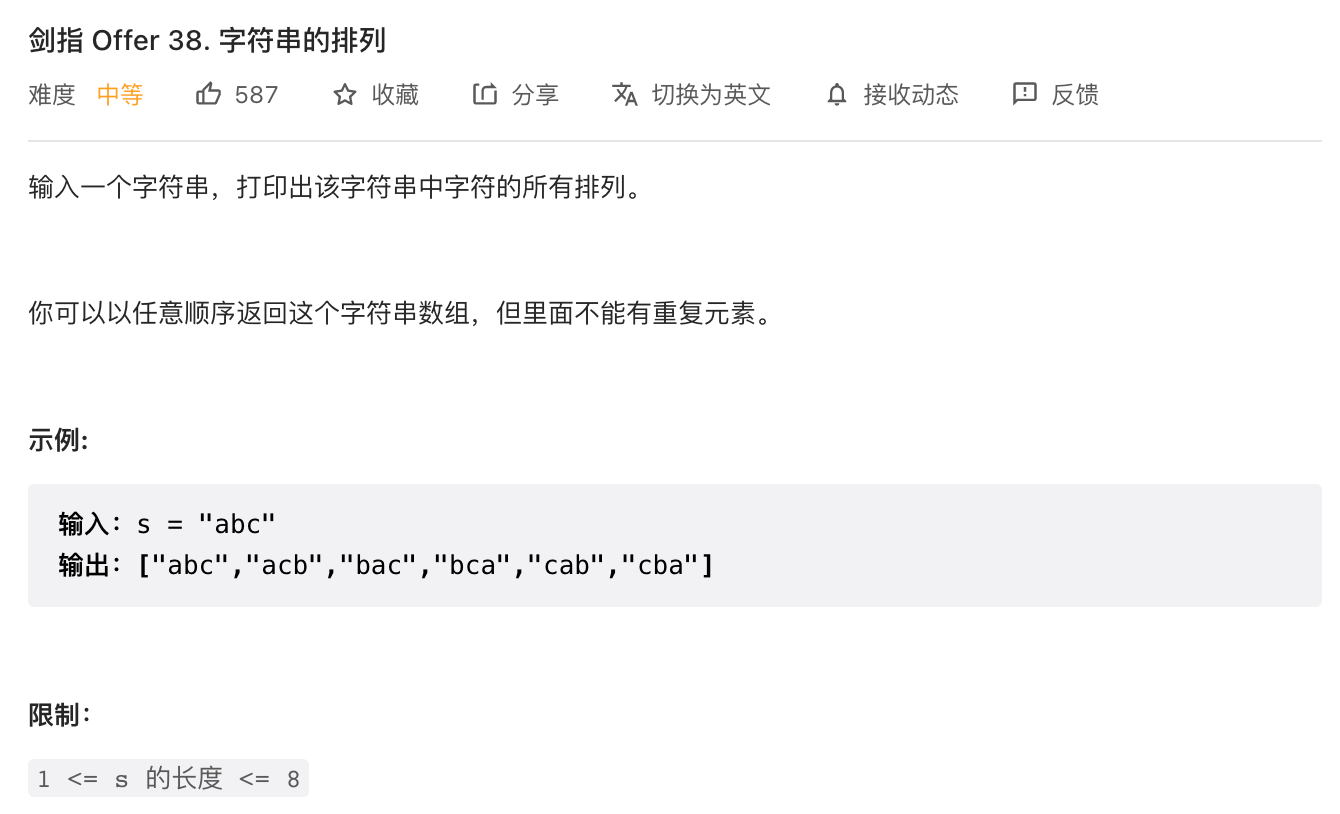 剑指 Offer 38. 字符串的排列
难度 中等 587 收藏 分享 切换为英文 接收动态 反馈
输入一个字符串，打印出该字符串中字符的所有排列。
你可以以任意顺序返回这个字符串数组，但里面不能有重复元素。
示例:
输入：s = "abc"
输出：["abc","acb","bac","bca","cab","cba"]
限制：
1 <= s 的长度 <= 8